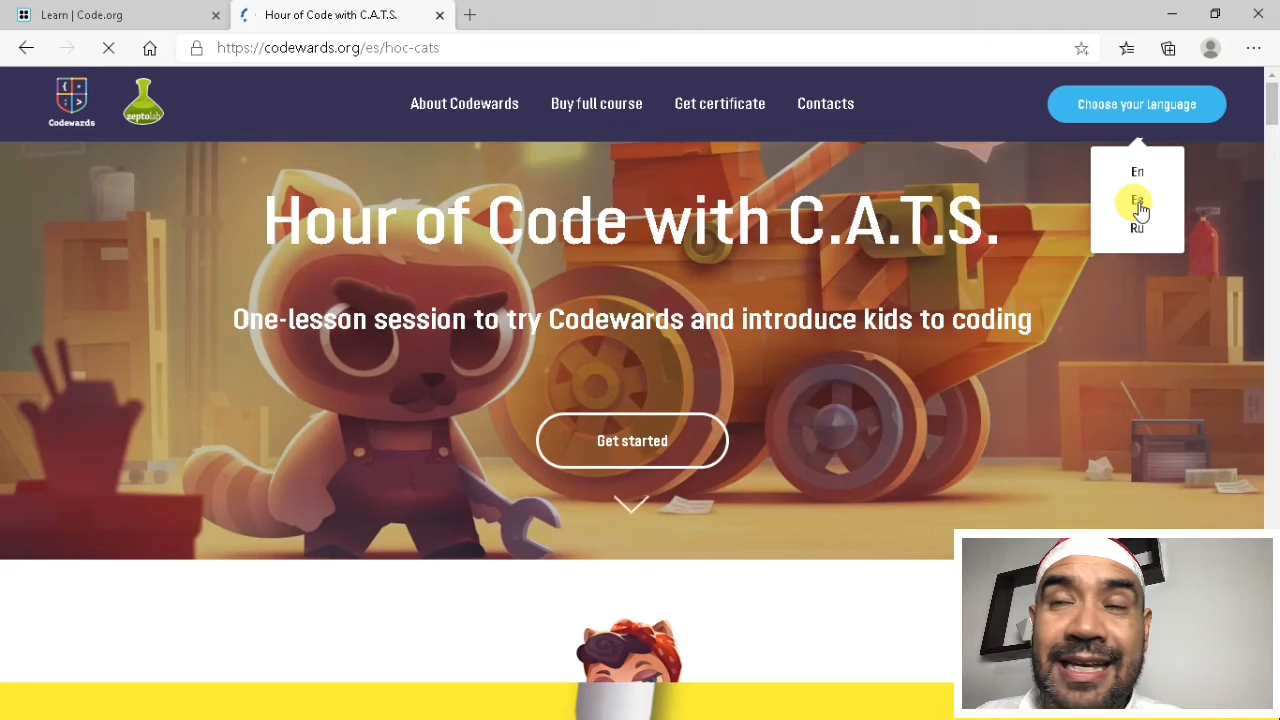 Learn | Code.org
Hour of Code with C.A.T.S.
https://codewards.org/es/hoc-cats
Codewards
zeptolab
About Codewards
Buy full course
Get certificate
Contacts
Choose your language
En
Es
Ru
Hour of Code with C.A.T.S.
One-lesson session to try Codewards and introduce kids to coding
Get started